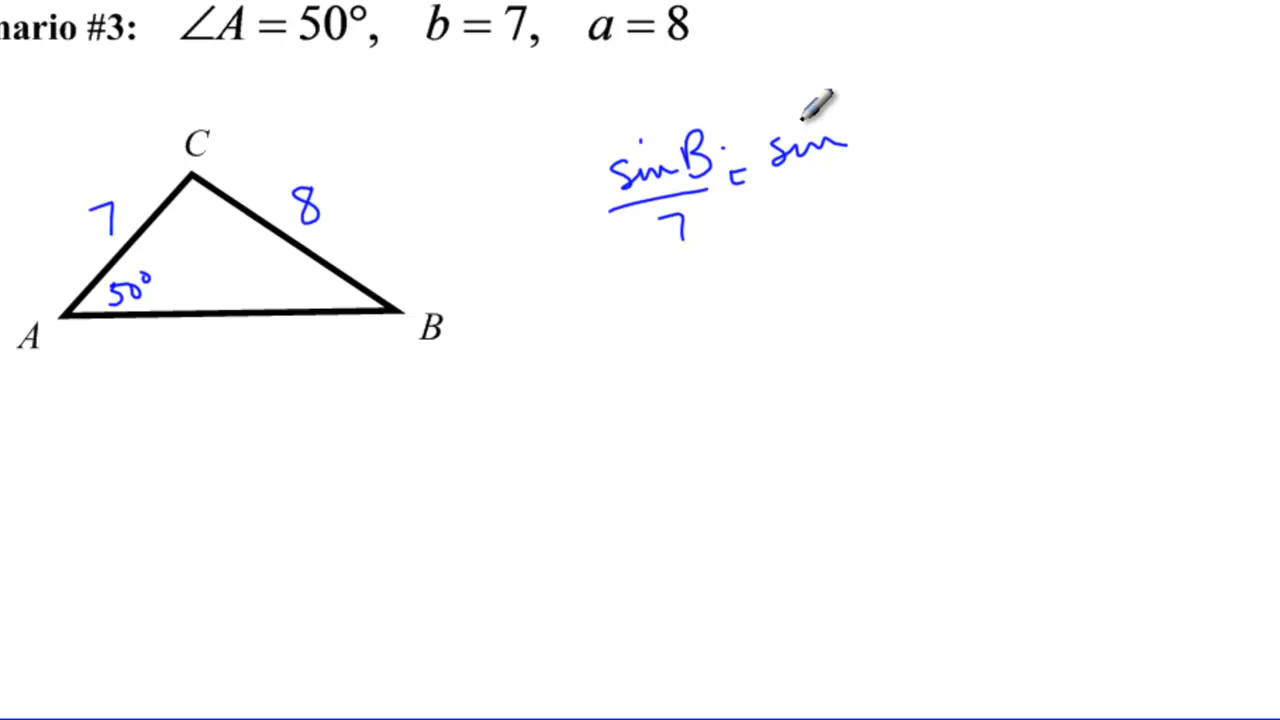 nario #3: ∠A = 50°, b = 7, a = 8
C
7 8
50°
A B
sin B = sin
7